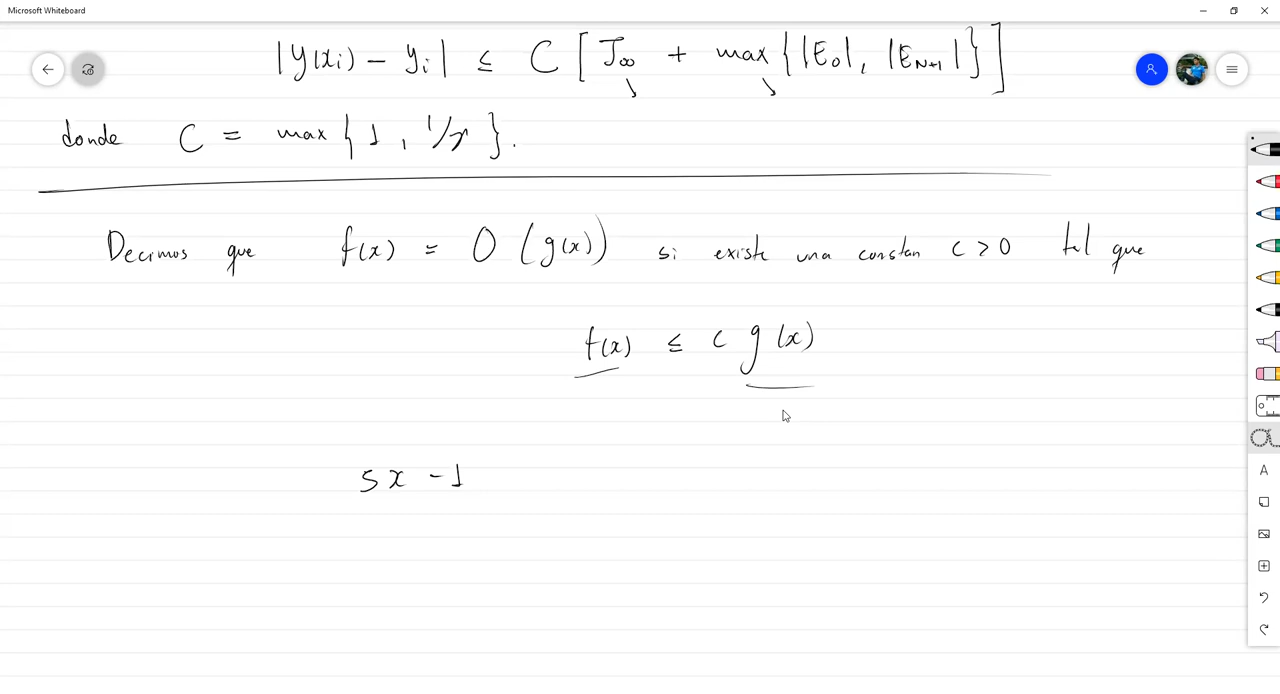 Microsoft Whiteboard
|y(xi) - yi| ≤ C [ J∞ + max { |E0|, |EN+1| } ]
donde C = max { 1, 1/γ }.
Decimos que f(x) = O (g(x)) si existe una constan c > 0 tal que
f(x) ≤ c g(x)
5x - 1